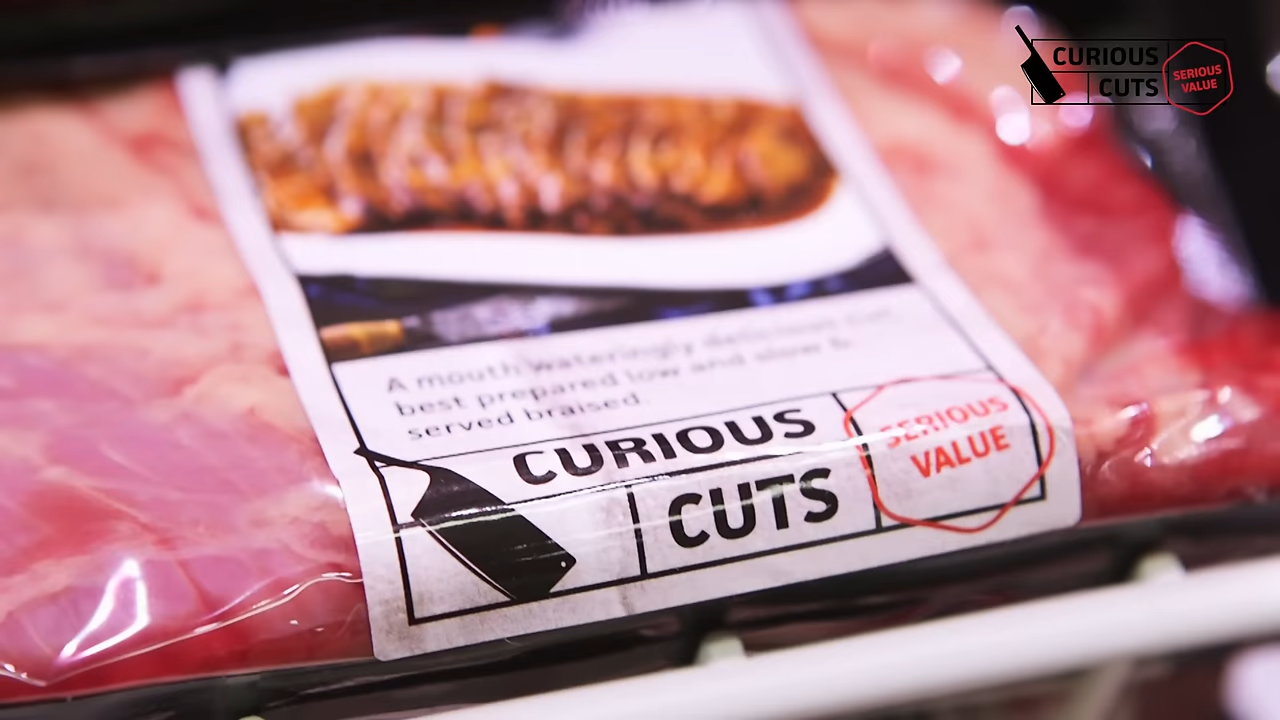 CURIOUS
CUTS
SERIOUS
VALUE
A mouth wateringly delicious cut,
best prepared low and slow &
served braised.
CURIOUS
CUTS
SERIOUS
VALUE